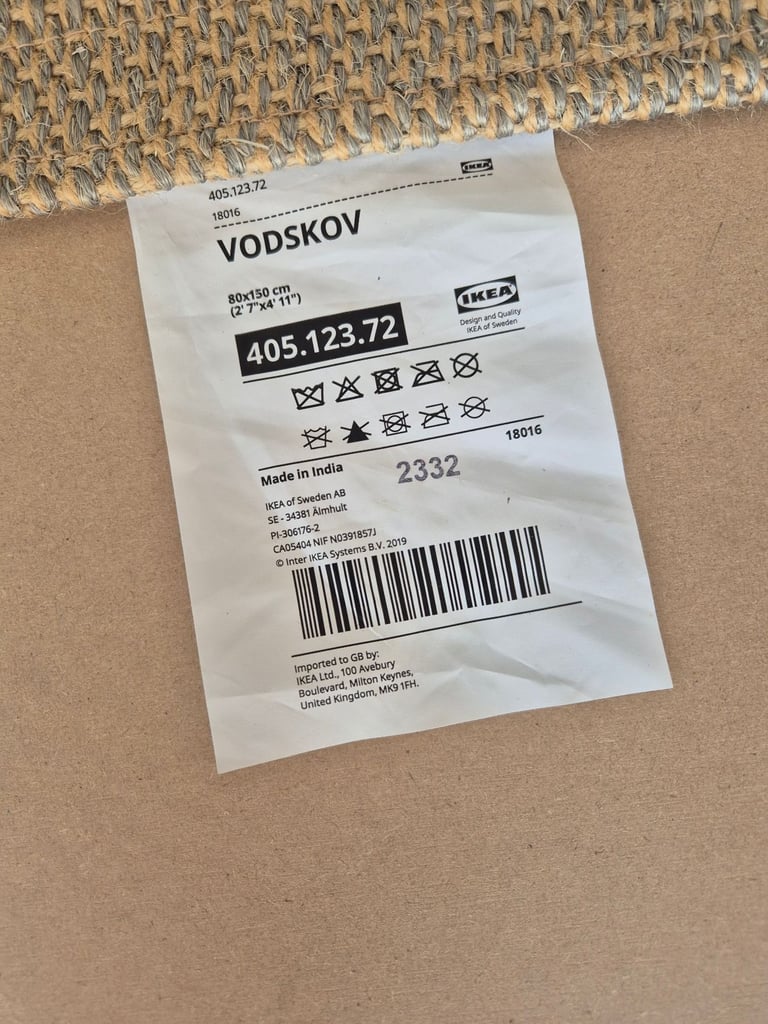 405.123.72
IKEA
18016
VODSKOV
80x150 cm
(2' 7"x4' 11")
IKEA
Design and Quality
IKEA of Sweden
405.123.72
18016
Made in India
2332
IKEA of Sweden AB
SE - 34381 Älmhult
PI-306176-2
CA05404 NIF N0391857J
© Inter IKEA Systems B.V. 2019
Imported to GB by:
IKEA Ltd., 100 Avebury
Boulevard, Milton Keynes,
United Kingdom, MK9 1FH.